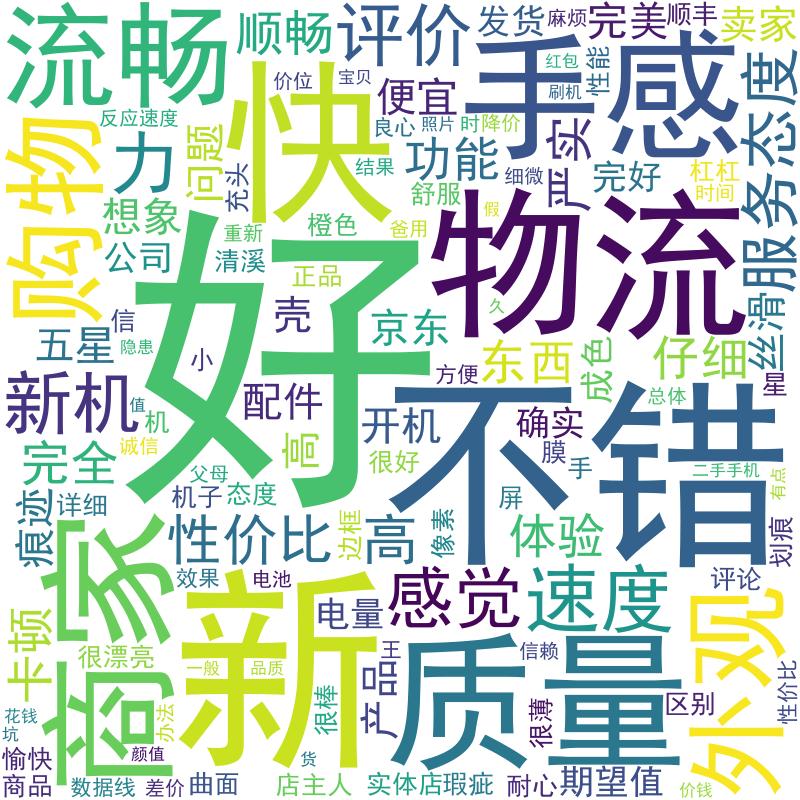 流畅
顺畅
评价
发货
麻烦
完美
顺丰
卖家
价位
宝贝
便宜
红包
刷机
性能
手感
服务态度
反应速度
快
良心
照片
时降价
购物
力
问题
充头
结果
功能
舒服
细微
严实
完好
杠杠
时间
想象
重新
橙色
爸用
假
公司
清溪
正品
物流
丝滑
好
壳
京东
久
信
五星
隐患
小
方便
东西
成色
仔细
星
新机
值
机
诚信
配件
高
开机
确实
总体
不错
完全
父母
很好
膜
手
二手手机
有点
痕迹
详细
机子
态度
屏
划痕
性价比
边框
高
像素
体验
商家
效果
电池
评论
新
电量
感觉
速度
外观
卡顿
很漂亮
一般
品质
王
信赖
质量
产品
很棒
很薄
区别
性价比
花钱
坑
办法
颜值
货
愉快
商品
数据线
差价
曲面
店主人
实体店
瑕疵
耐心
期望值
价钱